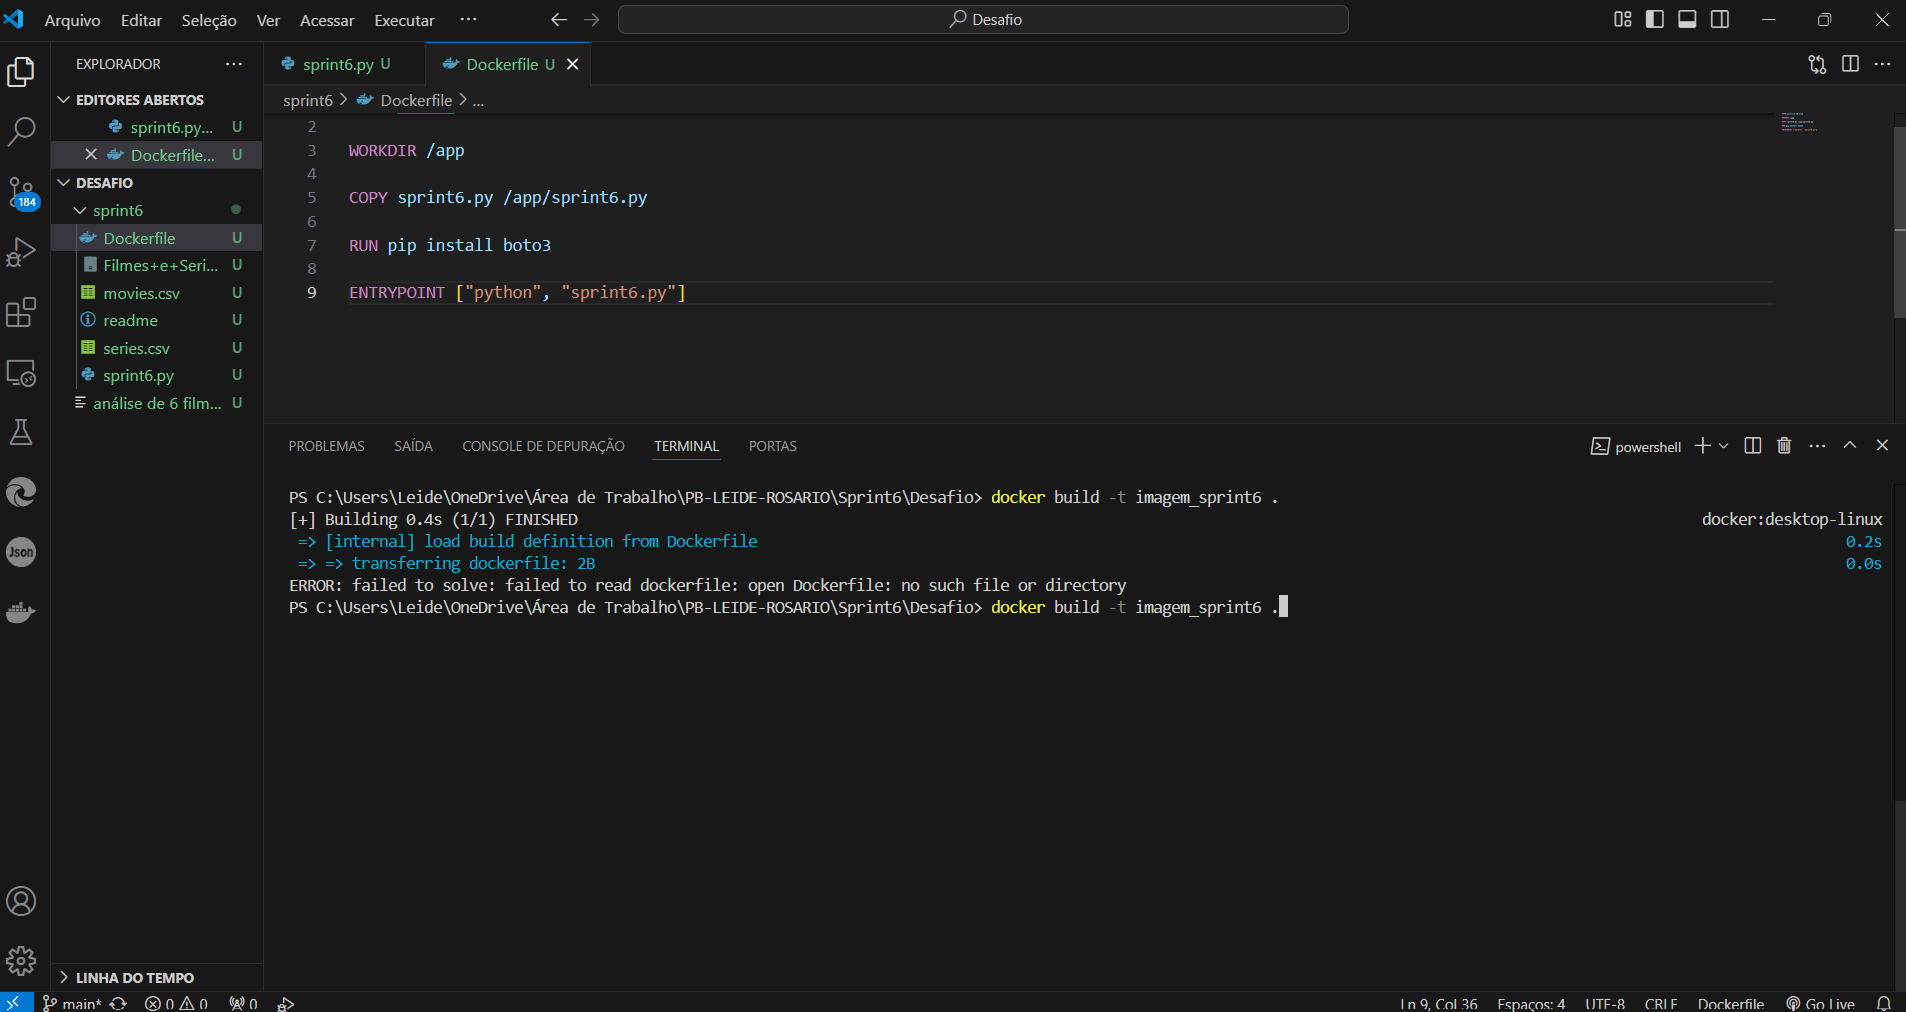 Arquivo Editar Seleção Ver Acessar Executar ··· Desafio
EXPLORADOR ···
EDITORES ABERTOS
sprint6.py... U
Dockerfile... U
DESAFIO
sprint6
Dockerfile U
Filmes+e+Seri... U
movies.csv U
readme U
series.csv U
sprint6.py U
análise de 6 film... U
LINHA DO TEMPO
184
Json
sprint6.py U Dockerfile U
sprint6 > Dockerfile > ...
2
3 WORKDIR /app
4
5 COPY sprint6.py /app/sprint6.py
6
7 RUN pip install boto3
8
9 ENTRYPOINT ["python", "sprint6.py"]
PROBLEMAS SAÍDA CONSOLE DE DEPURAÇÃO TERMINAL PORTAS powershell
PS C:\Users\Leide\OneDrive\Área de Trabalho\PB-LEIDE-ROSARIO\Sprint6\Desafio> docker build -t imagem_sprint6 .
[+] Building 0.4s (1/1) FINISHED docker:desktop-linux
=> [internal] load build definition from Dockerfile 0.2s
=> => transferring dockerfile: 2B 0.0s
ERROR: failed to solve: failed to read dockerfile: open Dockerfile: no such file or directory
PS C:\Users\Leide\OneDrive\Área de Trabalho\PB-LEIDE-ROSARIO\Sprint6\Desafio> docker build -t imagem_sprint6 .
main* 0 0 0 Ln 9, Col 36 Espaços: 4 UTF-8 CRLF Dockerfile Go Live